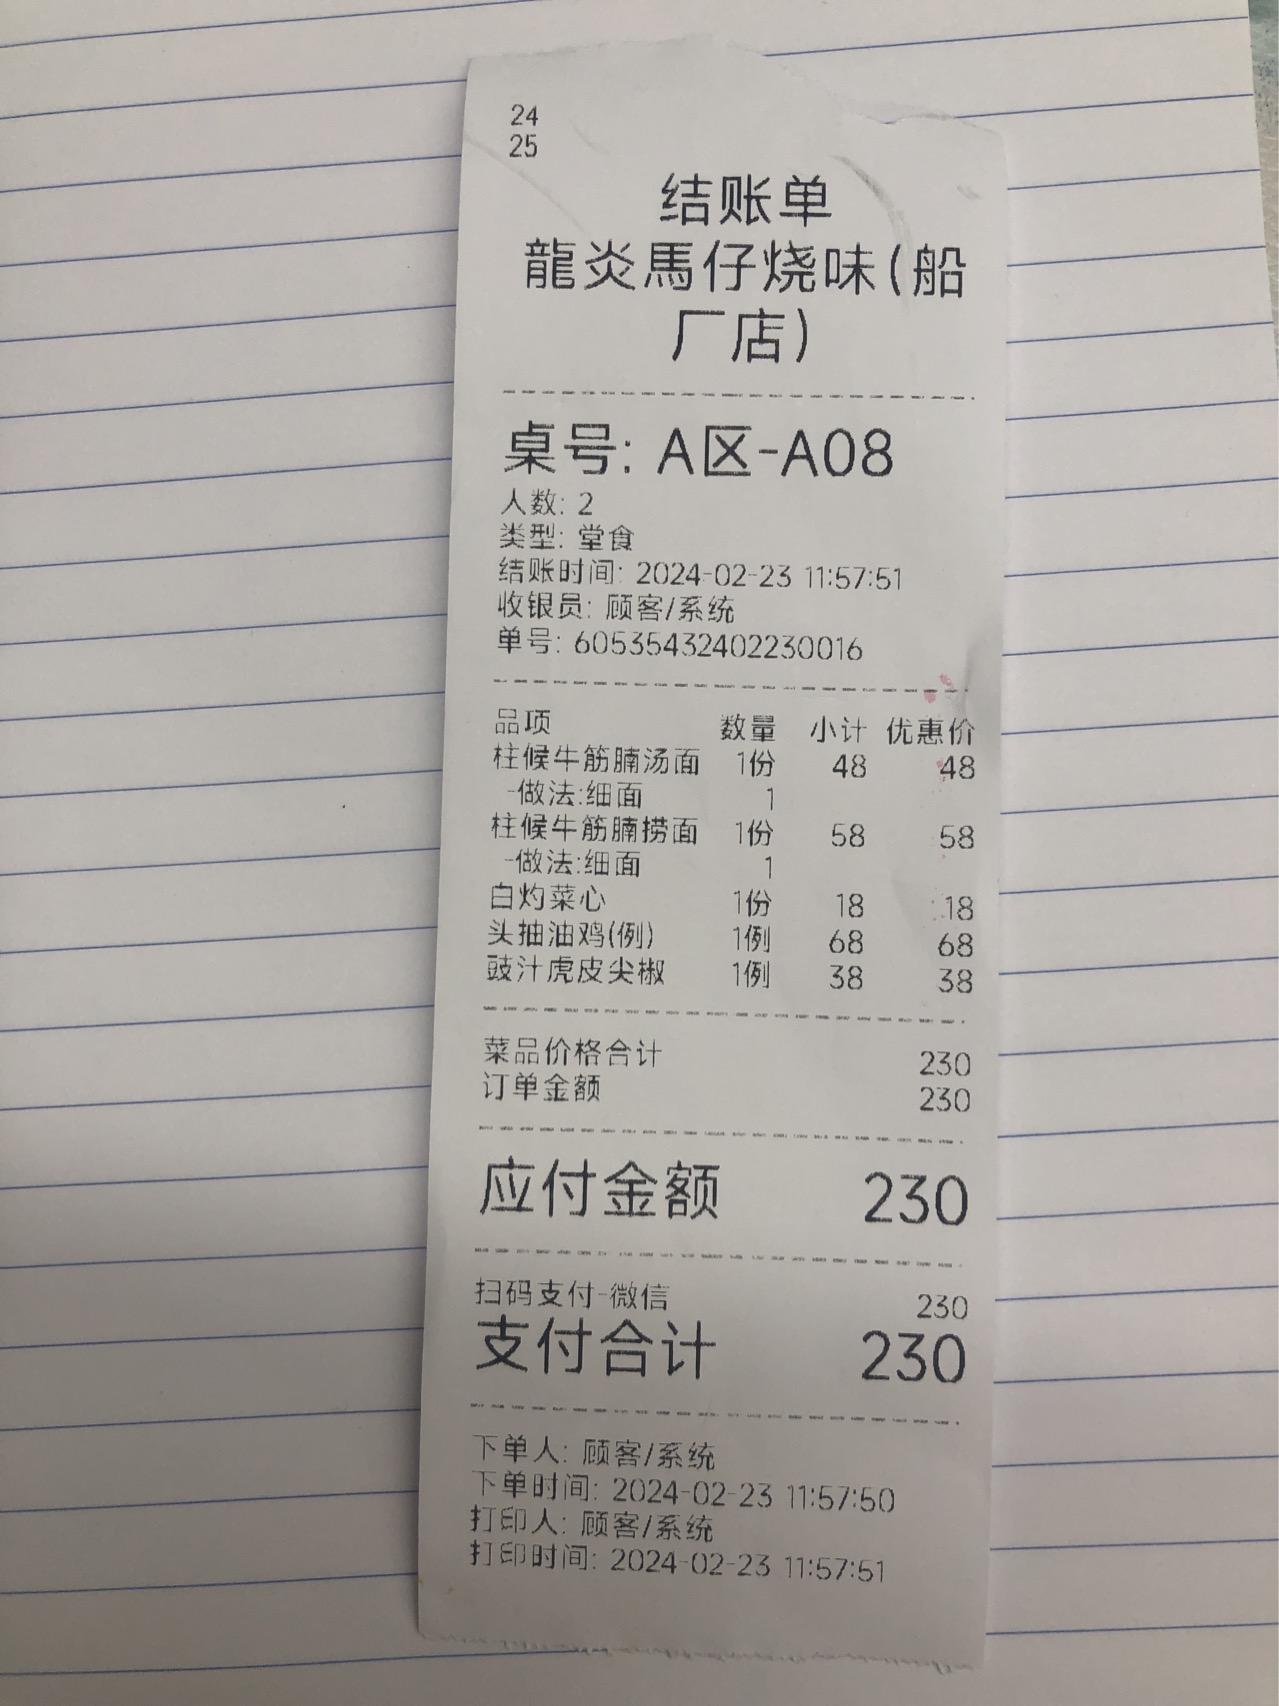 24
25
结账单
龍炎馬仔烧味(船
厂店)
桌号: A区-A08
人数: 2
类型: 堂食
结账时间: 2024-02-23 11:57:51
收银员: 顾客/系统
单号: 60535432402230016
品项 数量 小计 优惠价
柱候牛筋腩汤面 1份 48 48
-做法:细面 1
柱候牛筋腩捞面 1份 58 58
-做法:细面 1
白灼菜心 1份 18 18
头抽油鸡(例) 1例 68 68
豉汁虎皮尖椒 1例 38 38
菜品价格合计 230
订单金额 230
应付金额 230
扫码支付-微信 230
支付合计 230
下单人: 顾客/系统
下单时间: 2024-02-23 11:57:50
打印人: 顾客/系统
打印时间: 2024-02-23 11:57:51